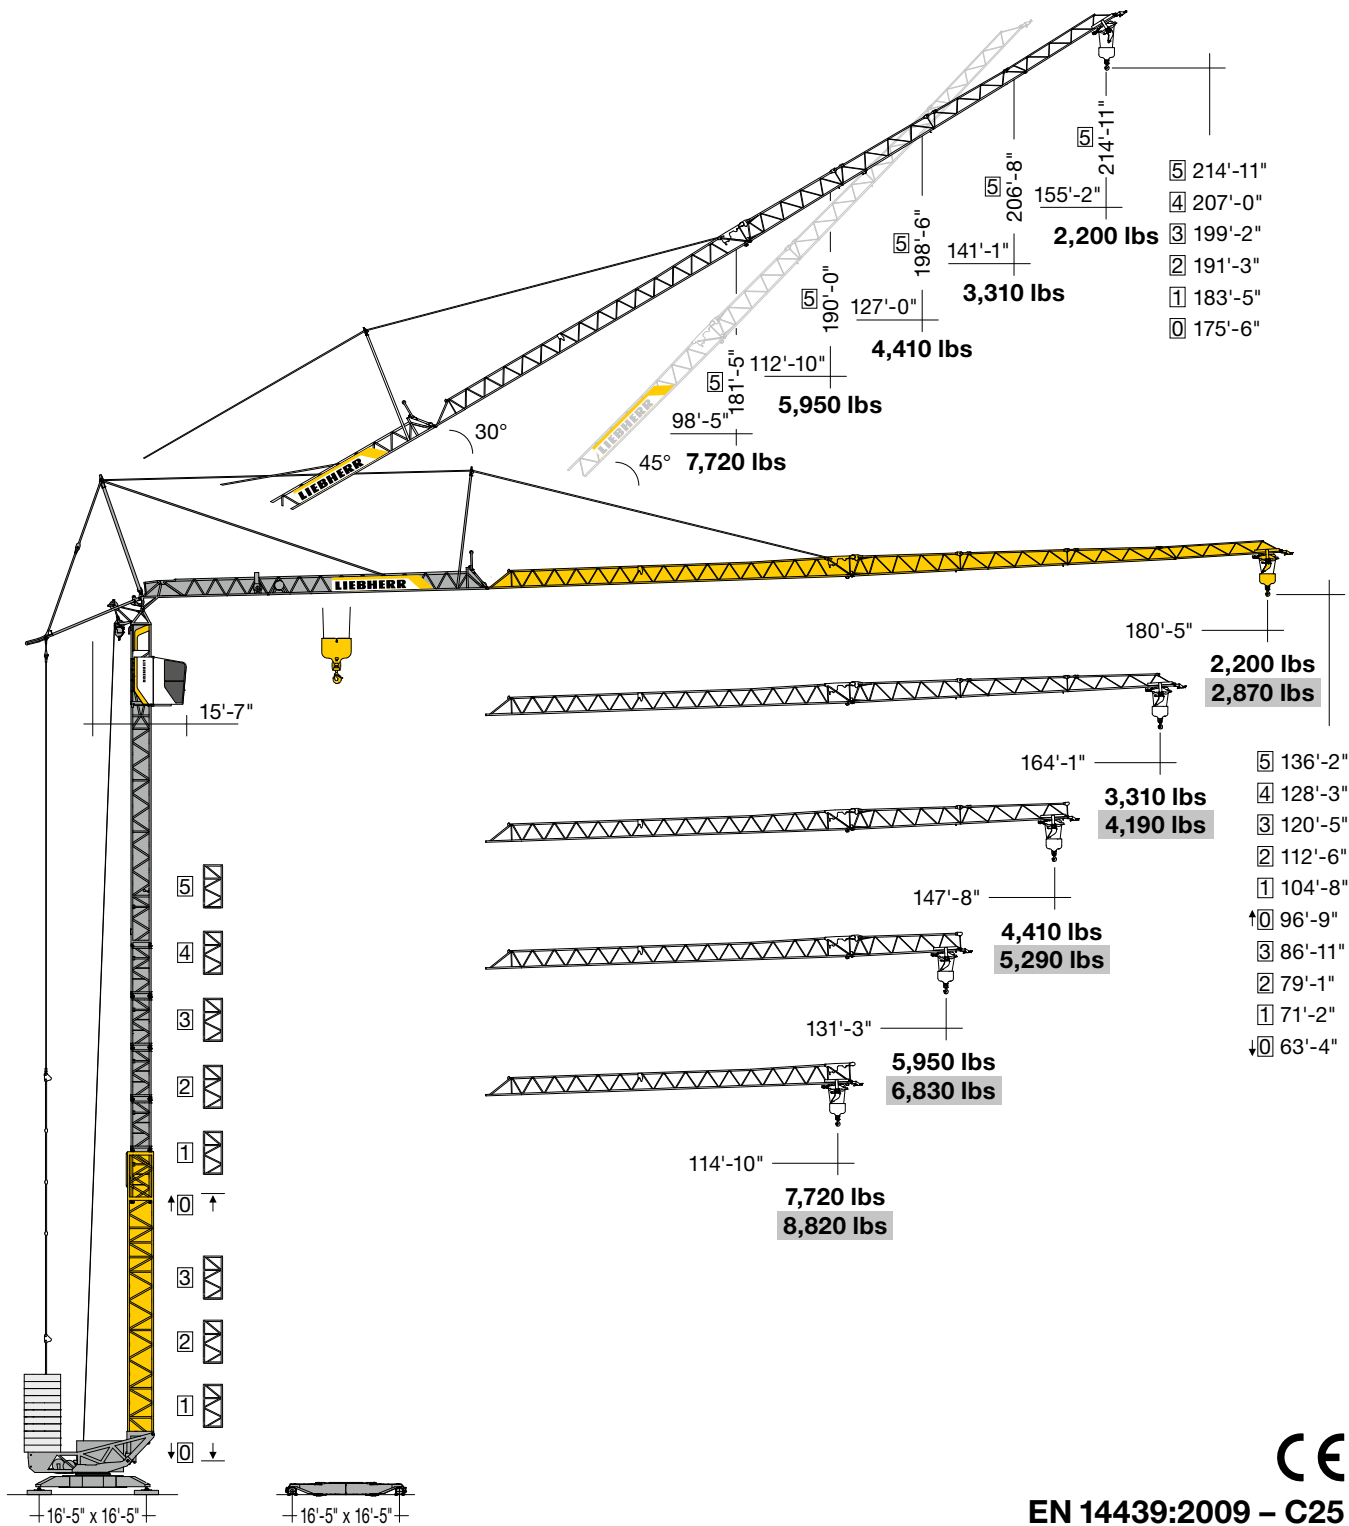 5 214'-11"
5 206'-8"
5 198'-6"
5 190'-0"
5 181'-5"
155'-2"
2,200 lbs
141'-1"
3,310 lbs
127'-0"
4,410 lbs
112'-10"
5,950 lbs
98'-5"
7,720 lbs
5 214'-11"
4 207'-0"
3 199'-2"
2 191'-3"
1 183'-5"
0 175'-6"
30°
45°
LIEBHERR
LIEBHERR
LIEBHERR
LIEBHERR
15'-7"
180'-5"
2,200 lbs
2,870 lbs
164'-1"
3,310 lbs
4,190 lbs
147'-8"
4,410 lbs
5,290 lbs
131'-3"
5,950 lbs
6,830 lbs
114'-10"
7,720 lbs
8,820 lbs
5 136'-2"
4 128'-3"
3 120'-5"
2 112'-6"
1 104'-8"
↑0 96'-9"
3 86'-11"
2 79'-1"
1 71'-2"
↓0 63'-4"
5
4
3
2
1
↑0 ↑
3
2
1
↓0 ↓
16'-5" x 16'-5"
16'-5" x 16'-5"
CE
EN 14439:2009 – C25